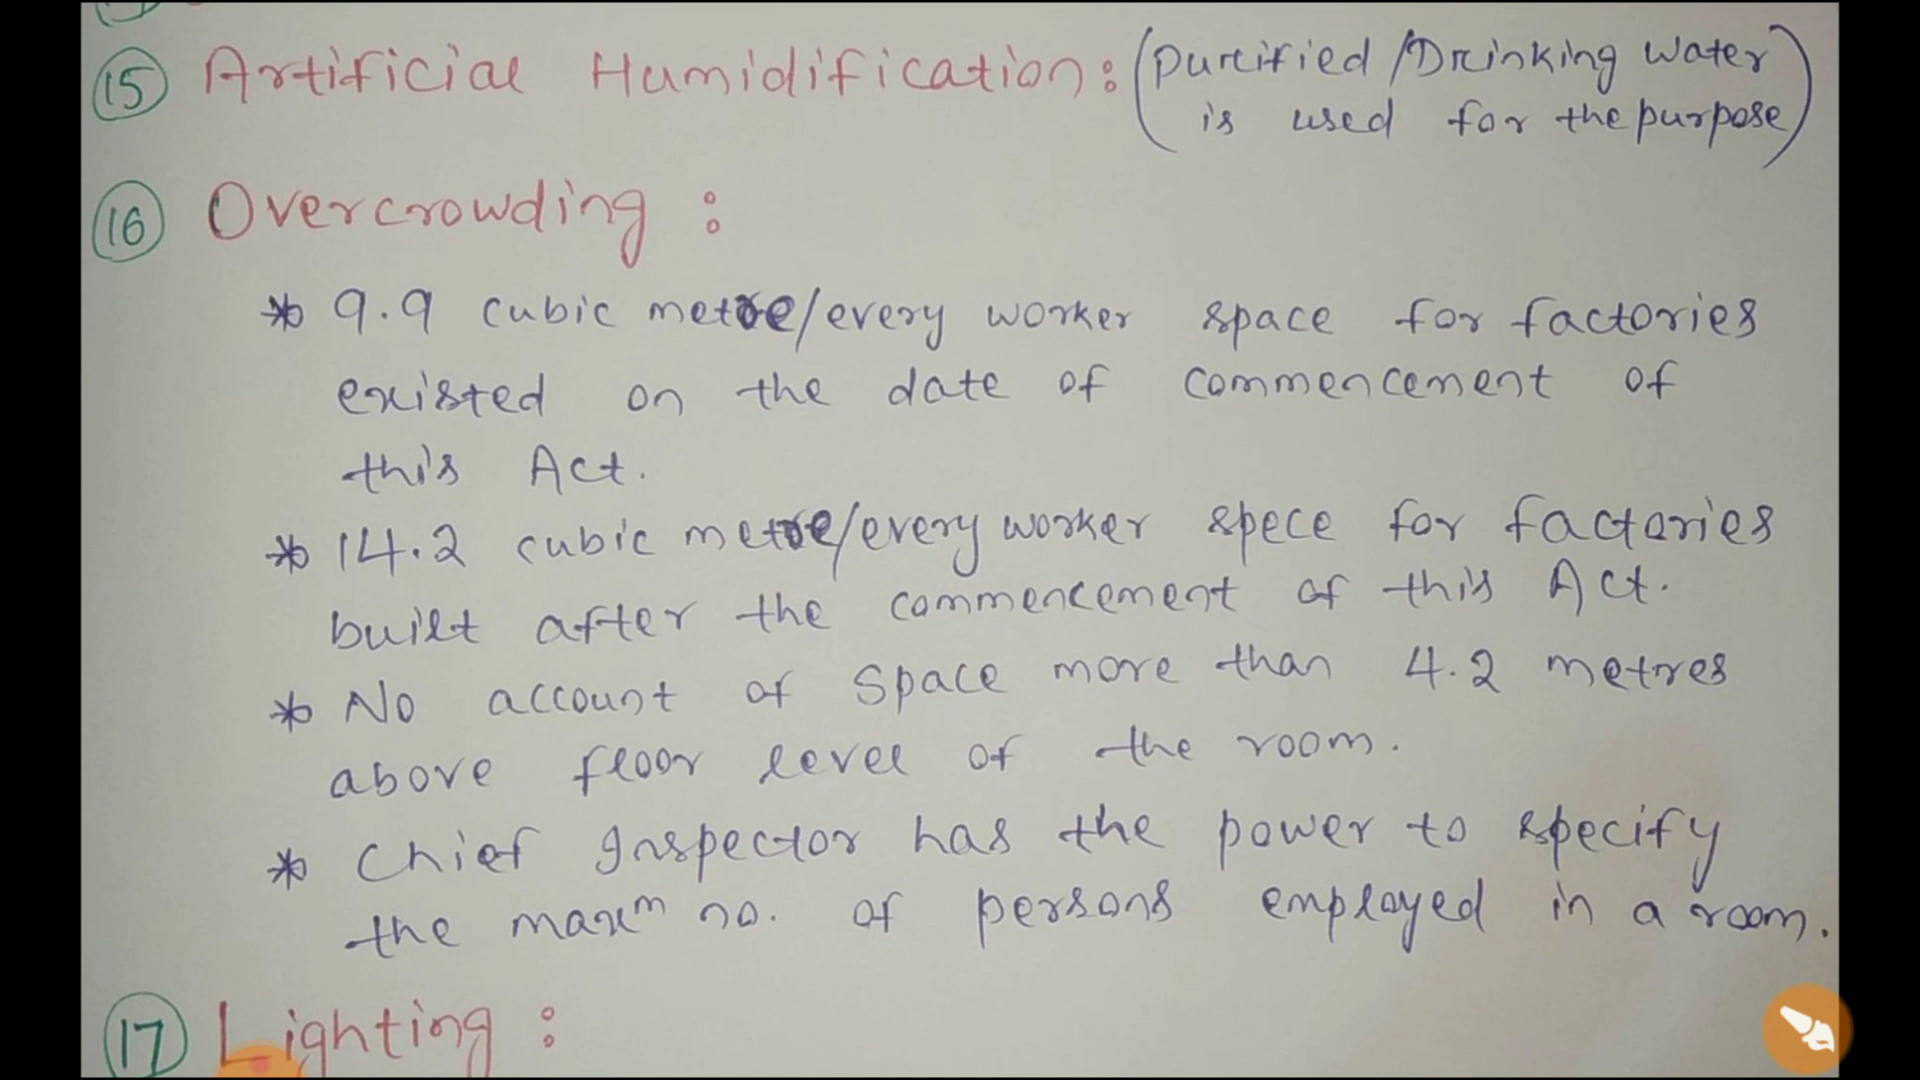 15 Artificial Humidification: (Purified/Drinking Water
is used for the purpose)
16 Overcrowding :
* 9.9 cubic metre/every worker space for factories
existed on the date of commencement of
this Act.
* 14.2 cubic metre/every worker spece for factories
built after the commencement of this Act.
* No account of space more than 4.2 metres
above floor level of the room.
* Chief Inspector has the power to specify
the maxm no. of persons employed in a room.
17 Lighting :